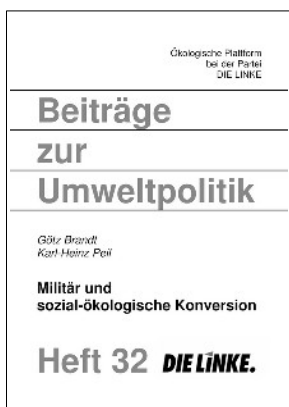 Ökologische Plattform
bei der Partei
DIE LINKE
Beiträge
zur
Umweltpolitik
Götz Brandt
Karl-Heinz Peil
Militär und
sozial-ökologische Konversion
Heft 32 DIE LINKE.